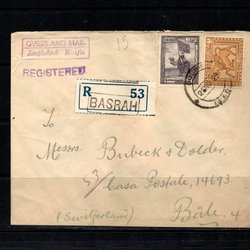 OVERLAND MAIL
Baghdad Haifa
15
REGISTERED
R
53
BASRAH
To
Messrs. Bubeck & Dolder,
Casa Postale, 14693
(Switzerland) Bâle 4